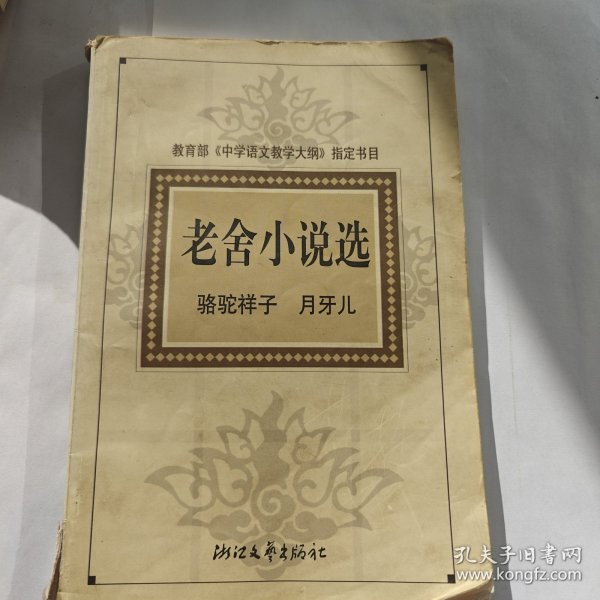 教育部《中学语文教学大纲》指定书目
老舍小说选
骆驼祥子 月牙儿
浙江文艺出版社
孔夫子旧书网
www.kongfz.com